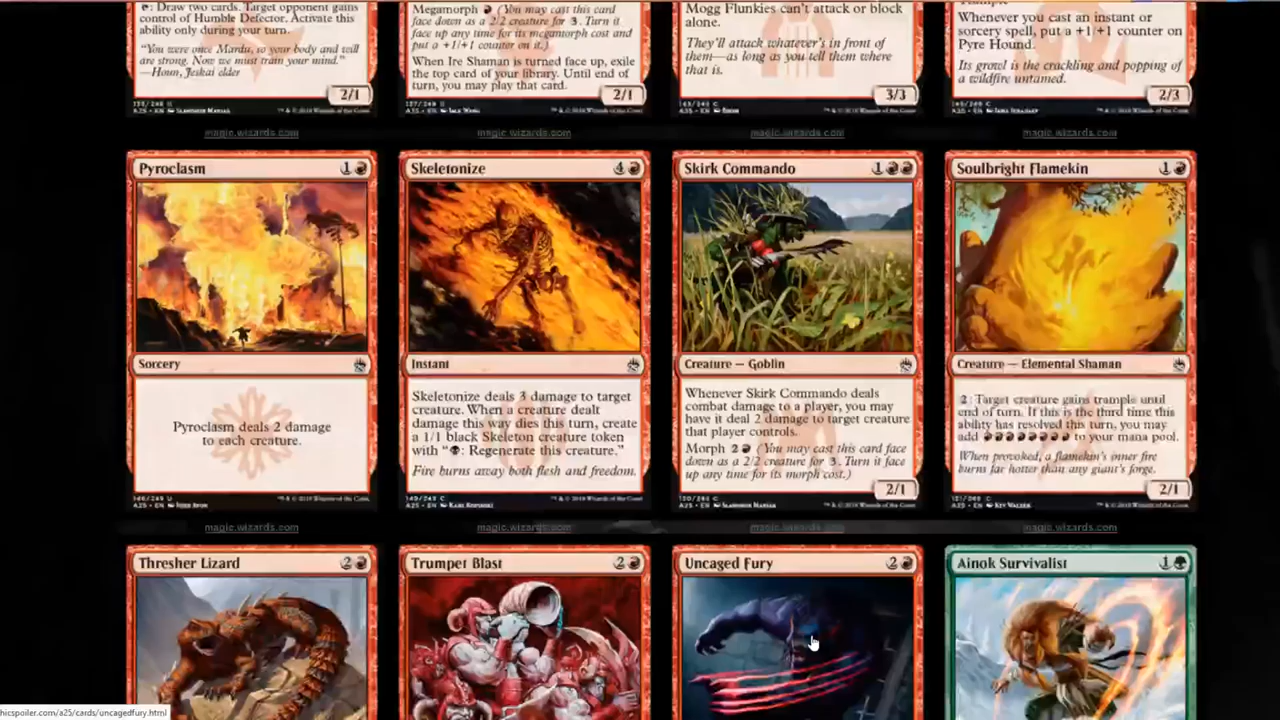 : Draw two cards. Target opponent gains
control of Humble Defector. Activate this
ability only during your turn.
"You were once Mardu, so your body and will
are strong. Now we must train your mind."
—Houn, Jeskai elder
2/1
Megamorph (You may cast this card
face down as a 2/2 creature for 3. Turn it
face up any time for its megamorph cost and
put a +1/+1 counter on it.)
When Ire Shaman is turned face up, exile
the top card of your library. Until end of
turn, you may play that card.
2/1
Mogg Flunkies can't attack or block
alone.
They'll attack whatever's in front of
them—as long as you tell them where
that is.
3/3
Whenever you cast an instant or
sorcery spell, put a +1/+1 counter on
Pyre Hound.
Its growl is the crackling and popping of
a wildfire untamed.
2/3
magic.wizards.com
magic.wizards.com
magic.wizards.com
magic.wizards.com
Pyroclasm 1
Sorcery
Pyroclasm deals 2 damage
to each creature.
Skeletonize 4
Instant
Skeletonize deals 3 damage to target
creature. When a creature dealt
damage this way dies this turn, create
a 1/1 black Skeleton creature token
with ": Regenerate this creature."
Fire burns away both flesh and freedom.
Skirk Commando 1
Creature — Goblin
Whenever Skirk Commando deals
combat damage to a player, you may
have it deal 2 damage to target creature
that player controls.
Morph 2 (You may cast this card face
down as a 2/2 creature for 3. Turn it face
up any time for its morph cost.)
2/1
Soulbright Flamekin 1
Creature — Elemental Shaman
2: Target creature gains trample until
end of turn. If this is the third time this
ability has resolved this turn, you may
add to your mana pool.
When provoked, a flamekin's inner fire
burns far hotter than any giant's forge.
2/1
magic.wizards.com
magic.wizards.com
magic.wizards.com
magic.wizards.com
Thresher Lizard 2
Trumpet Blast 2
Uncaged Fury 2
Ainok Survivalist 1
hicspoiler.com/a25/cards/uncagedfury.html